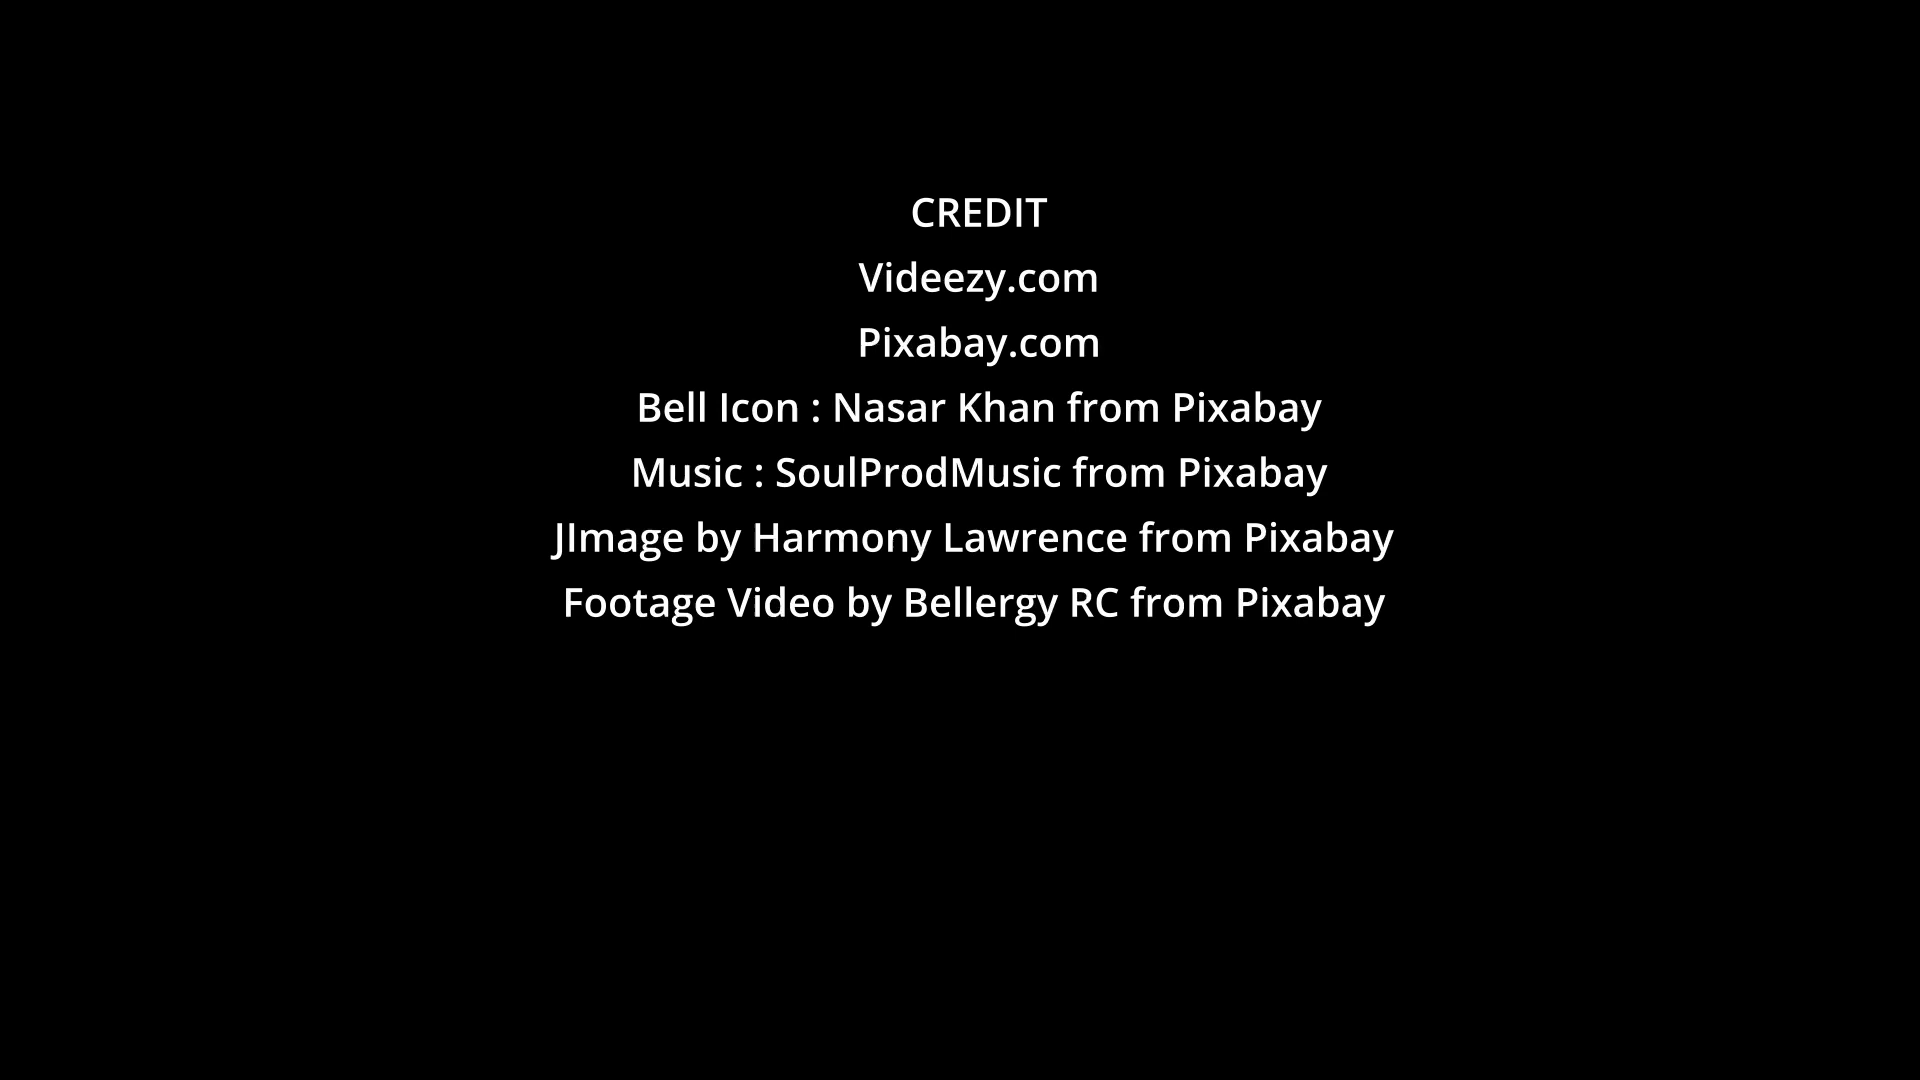 CREDIT
Videezy.com
Pixabay.com
Bell Icon : Nasar Khan from Pixabay
Music : SoulProdMusic from Pixabay
JImage by Harmony Lawrence from Pixabay
Footage Video by Bellergy RC from Pixabay